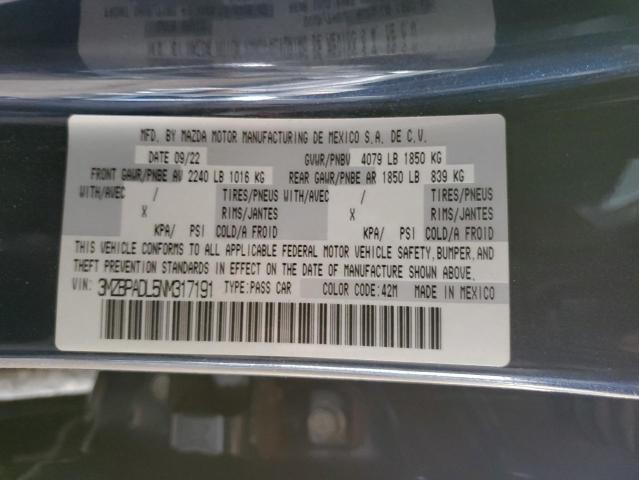 MFD. BY MAZDA MOTOR MANUFACTURING DE MEXICO S.A. DE C.V.
DATE 09/22 GVWR/PNBV 4079 LB 1850 KG
FRONT GAWR/PNBE AV 2240 LB 1016 KG REAR GAWR/PNBE AR 1850 LB 839 KG
WITH/AVEC / TIRES/PNEUS WITH/AVEC / TIRES/PNEUS
X RIMS/JANTES X RIMS/JANTES
KPA/ PSI COLD/A FROID KPA/ PSI COLD/A FROID
THIS VEHICLE CONFORMS TO ALL APPLICABLE FEDERAL MOTOR VEHICLE SAFETY, BUMPER, AND
THEFT PREVENTION STANDARDS IN EFFECT ON THE DATE OF MANUFACTURE SHOWN ABOVE.
VIN: 3MZBPADL5NM317191 TYPE:PASS CAR COLOR CODE:42M MADE IN MEXICO